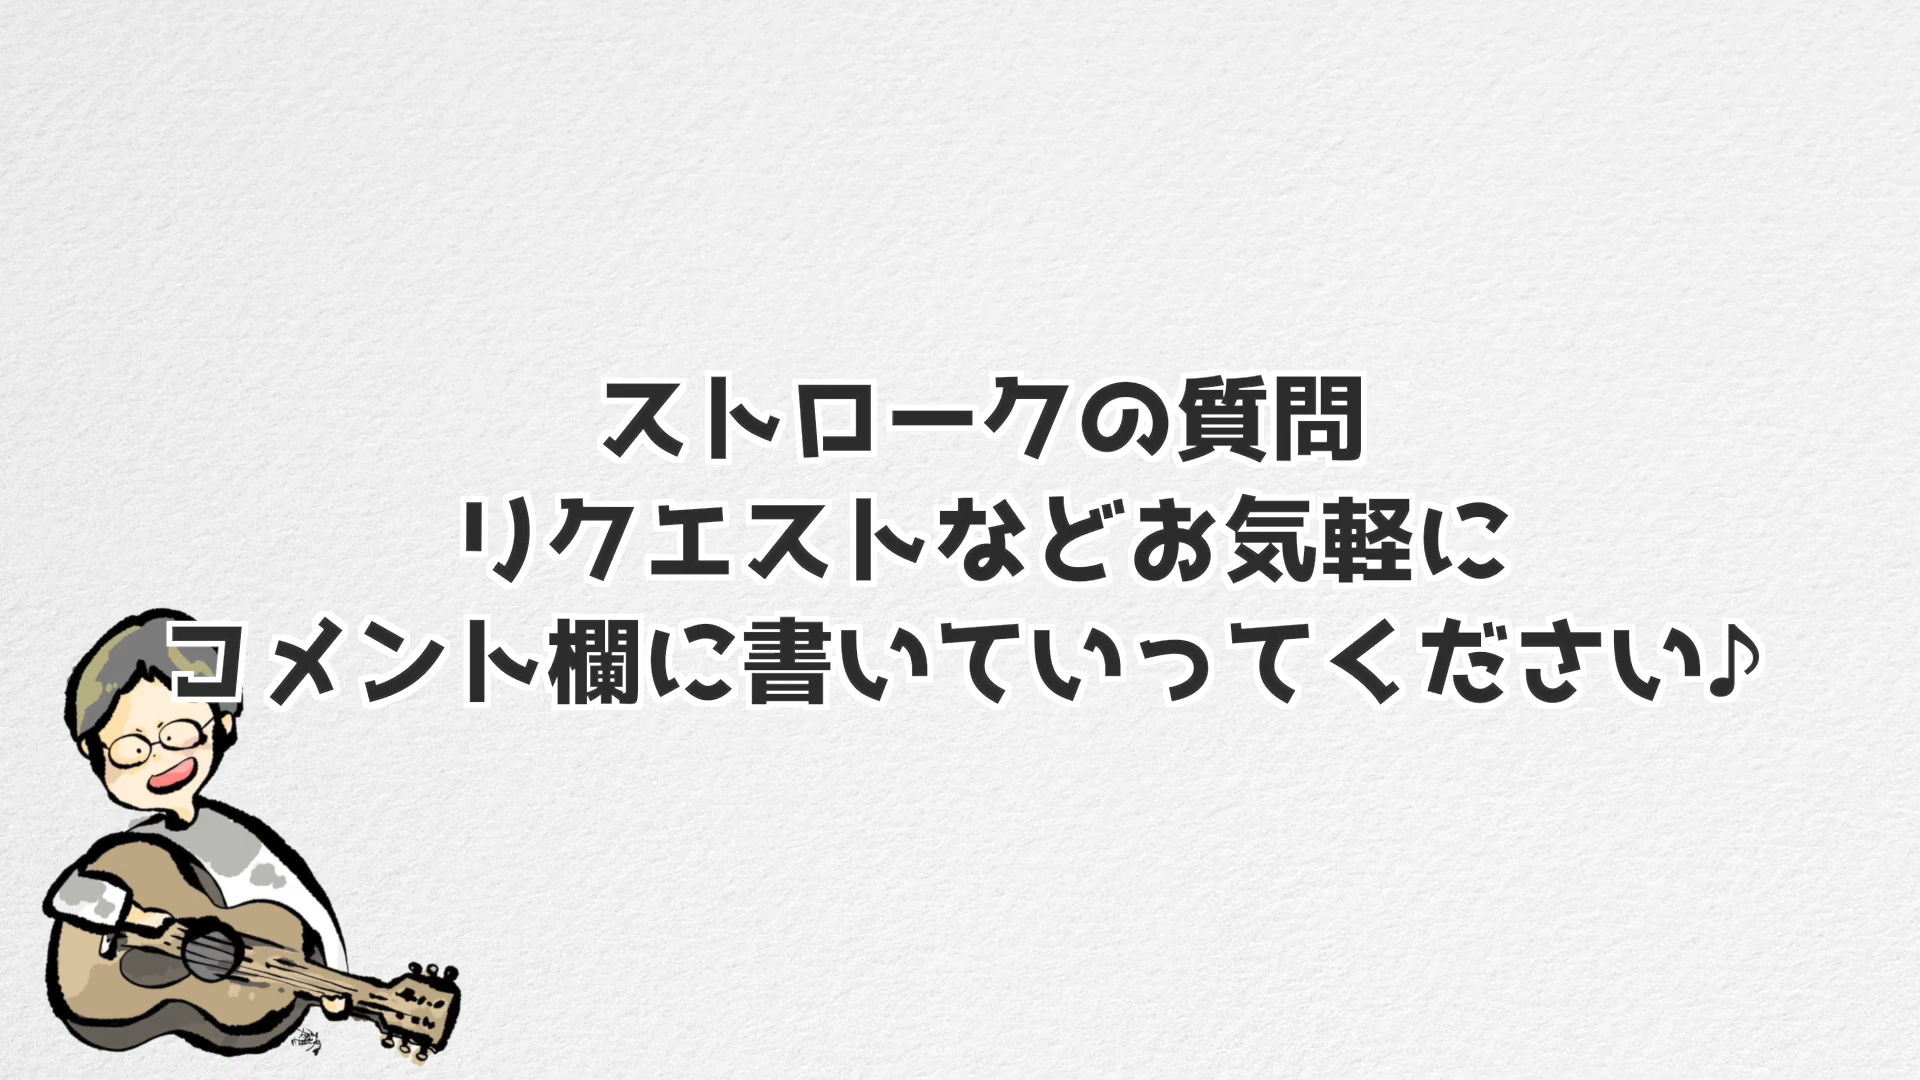 ストロークの質問
リクエストなどお気軽に
コメント欄に書いていってください♪